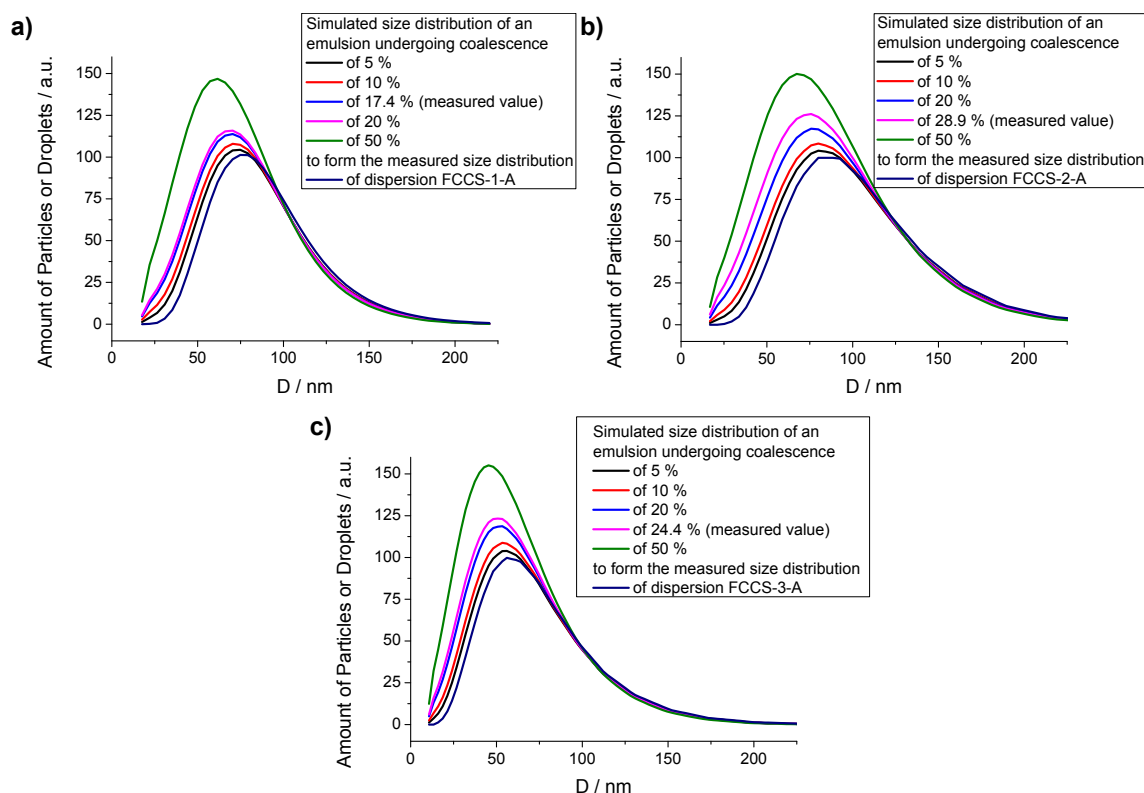 a)
Simulated size distribution of an
emulsion undergoing coalescence
of 5 %
of 10 %
of 17.4 % (measured value)
of 20 %
of 50 %
to form the measured size distribution
of dispersion FCCS-1-A
Amount of Particles or Droplets / a.u.
150
125
100
75
50
25
0
0 50 100 150 200
D / nm
b)
Simulated size distribution of an
emulsion undergoing coalescence
of 5 %
of 10 %
of 20 %
of 28.9 % (measured value)
of 50 %
to form the measured size distribution
of dispersion FCCS-2-A
Amount of Particles or Droplets / a.u.
150
125
100
75
50
25
0
0 50 100 150 200
D / nm
c)
Simulated size distribution of an
emulsion undergoing coalescence
of 5 %
of 10 %
of 20 %
of 24.4 % (measured value)
of 50 %
to form the measured size distribution
of dispersion FCCS-3-A
Amount of Particles or Droplets / a.u.
150
125
100
75
50
25
0
0 50 100 150 200
D / nm